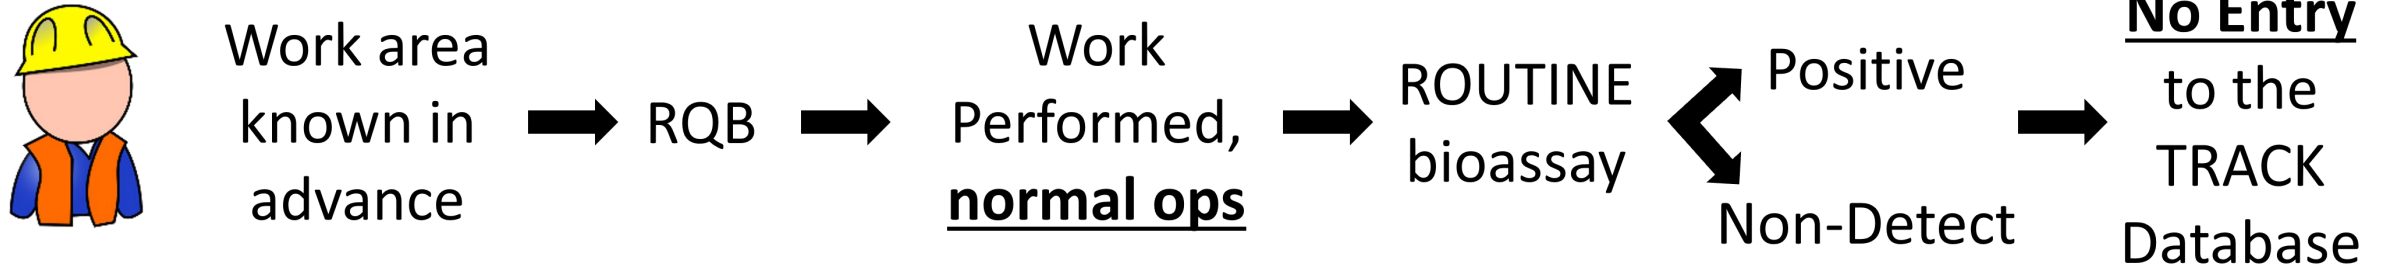 Work area
known in
advance
RQB
Work
Performed,
normal ops
ROUTINE
bioassay
Positive
Non-Detect
No Entry
to the
TRACK
Database